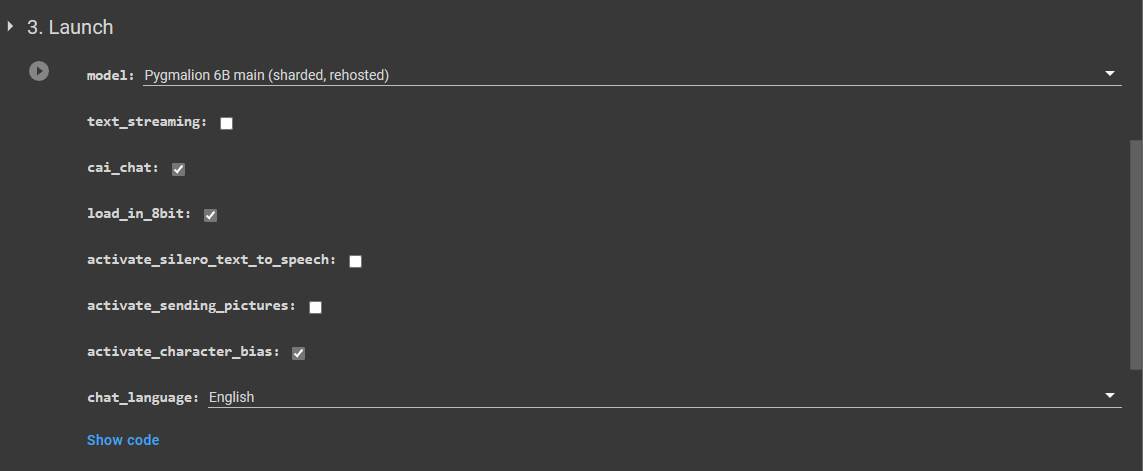 3. Launch
model: Pygmalion 6B main (sharded, rehosted)
text_streaming:
cai_chat:
load_in_8bit:
activate_silero_text_to_speech:
activate_sending_pictures:
activate_character_bias:
chat_language: English
Show code